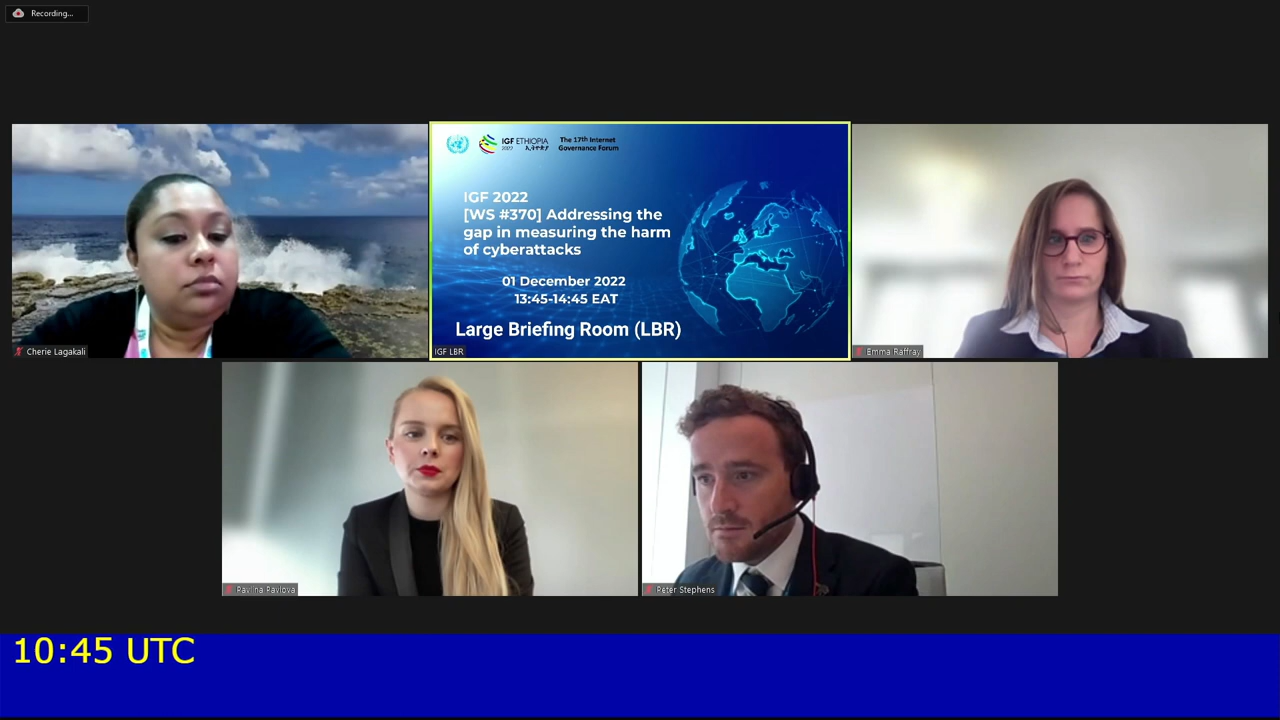 Recording...
IGF ETHIOPIA
2022 ኢትዮጵያ
The 17th Internet
Governance Forum
IGF 2022
[WS #370] Addressing the
gap in measuring the harm
of cyberattacks
01 December 2022
13:45-14:45 EAT
Large Briefing Room (LBR)
Cherie Lagakali
IGF LBR
Emma Raffray
Pavlina Pavlova
Peter Stephens
10:45 UTC